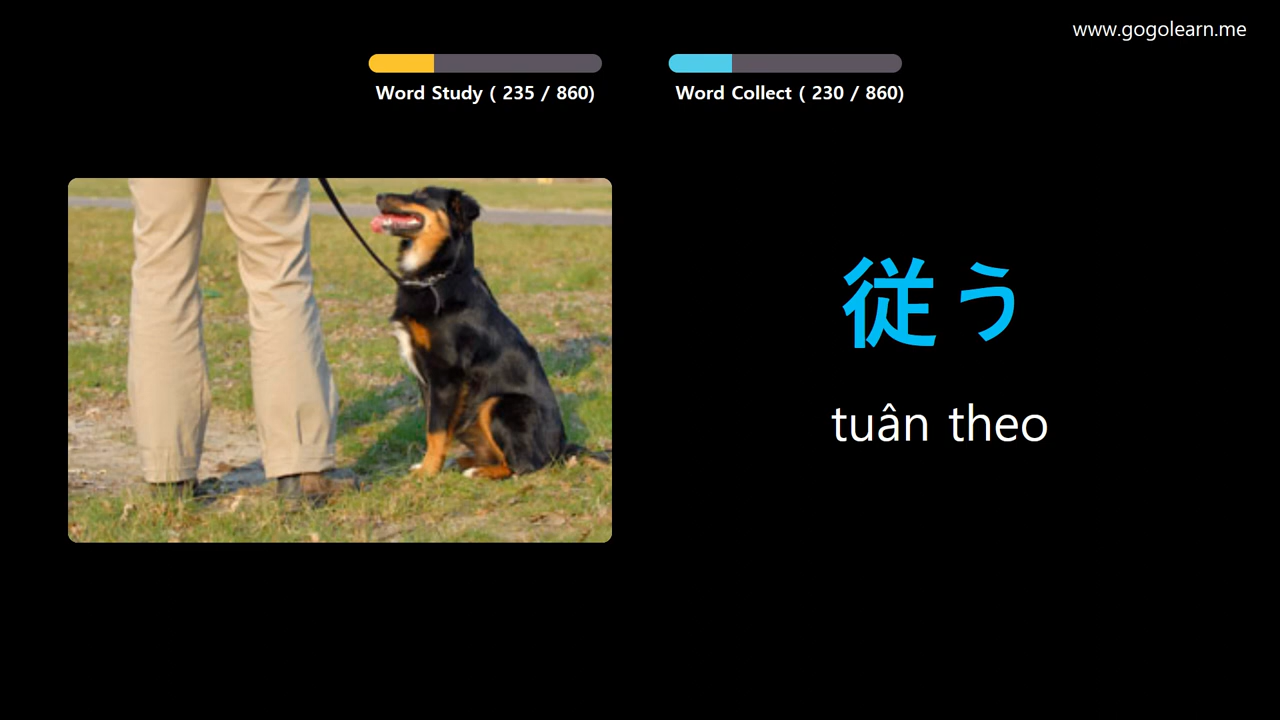 www.gogolearn.me
Word Study ( 235 / 860)
Word Collect ( 230 / 860)
従う
tuân theo